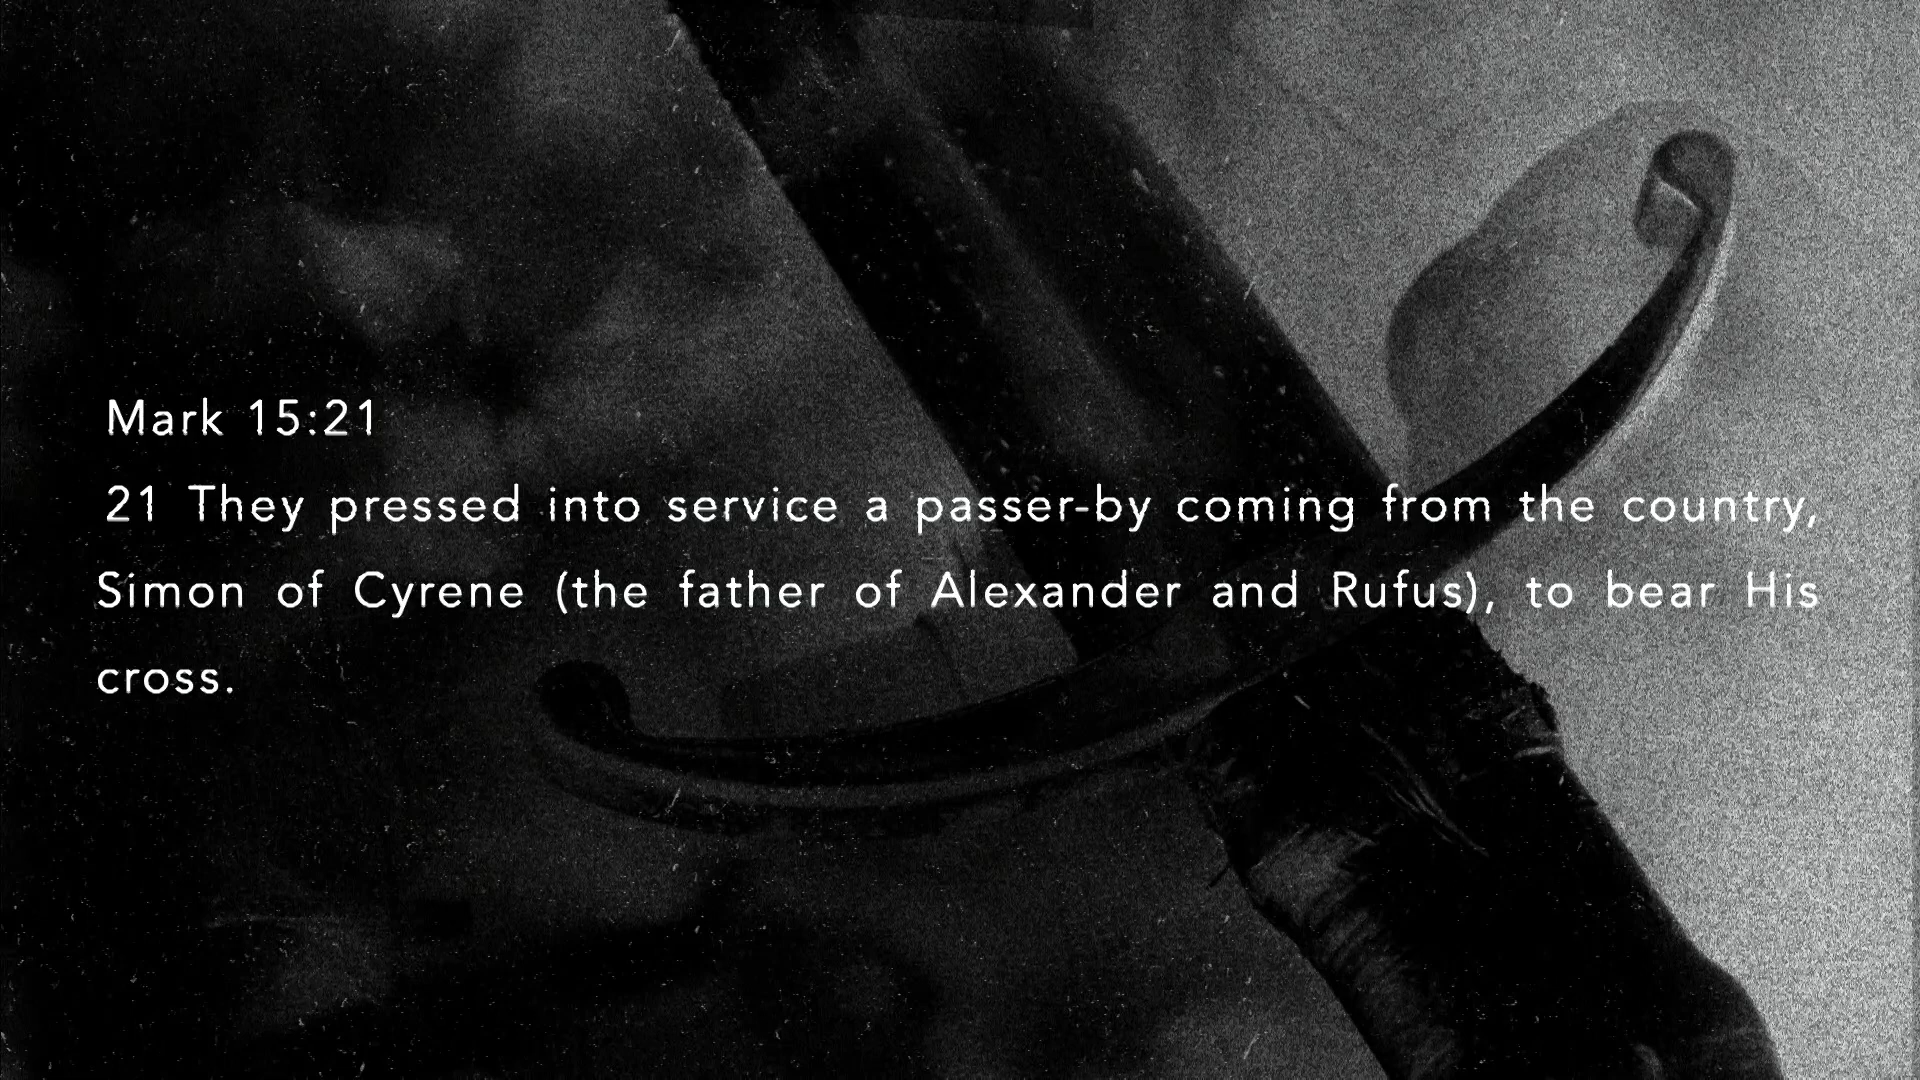 Mark 15:21
21 They pressed into service a passer-by coming from the country,
Simon of Cyrene (the father of Alexander and Rufus), to bear His
cross.